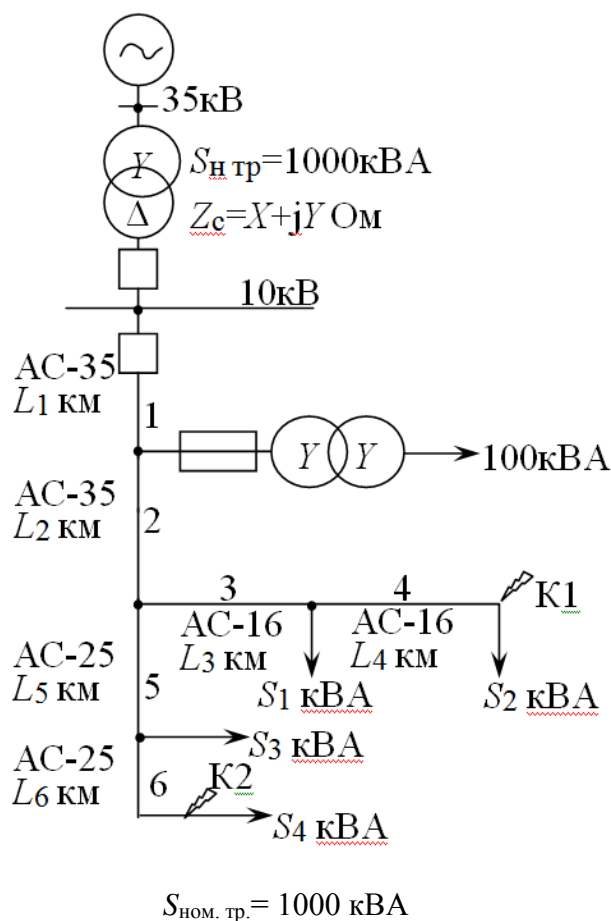 35кВ
Y
Sн тр=1000кВА
Δ
Zс=X+jY Ом
10кВ
АС-35
L1 км
1
Y Y
100кВА
АС-35
L2 км
2
3
4
К1
АС-16
L3 км
АС-16
L4 км
АС-25
L5 км
5
S1 кВА
S2 кВА
S3 кВА
АС-25
L6 км
6
К2
S4 кВА
Sном. тр.= 1000 кВА